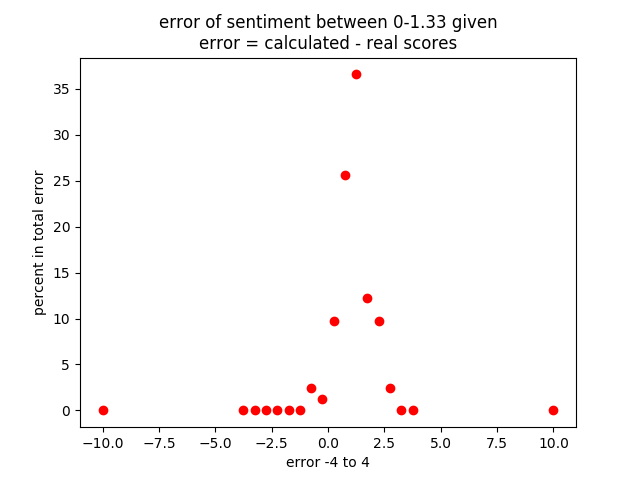 error of sentiment between 0-1.33 given
error = calculated - real scores
percent in total error
35
30
25
20
15
10
5
0
−10.0 −7.5 −5.0 −2.5 0.0 2.5 5.0 7.5 10.0
error -4 to 4